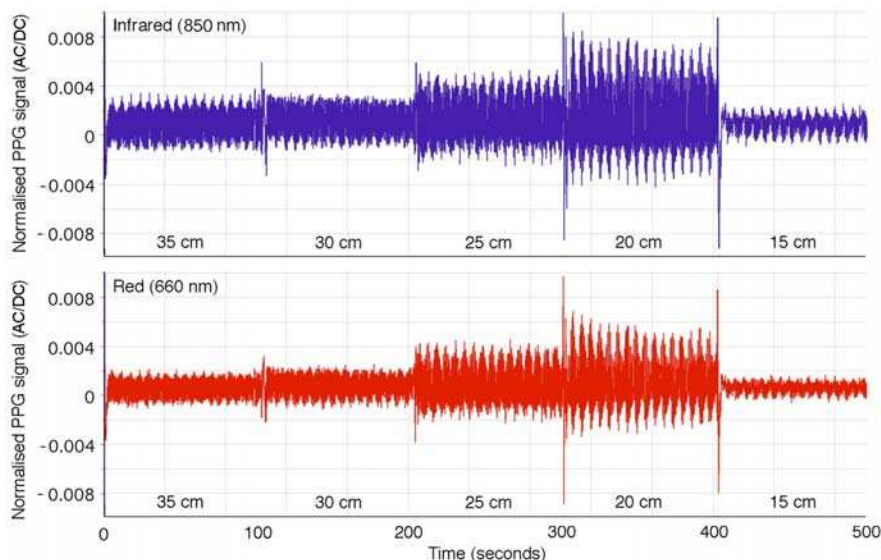 Normalised PPG signal (AC/DC)
Infrared (850 nm)
0.008
0.004
0
-0.004
-0.008
35 cm 30 cm 25 cm 20 cm 15 cm
Normalised PPG signal (AC/DC)
Red (660 nm)
0.008
0.004
0
-0.004
-0.008
35 cm 30 cm 25 cm 20 cm 15 cm
0 100 200 300 400 500
Time (seconds)